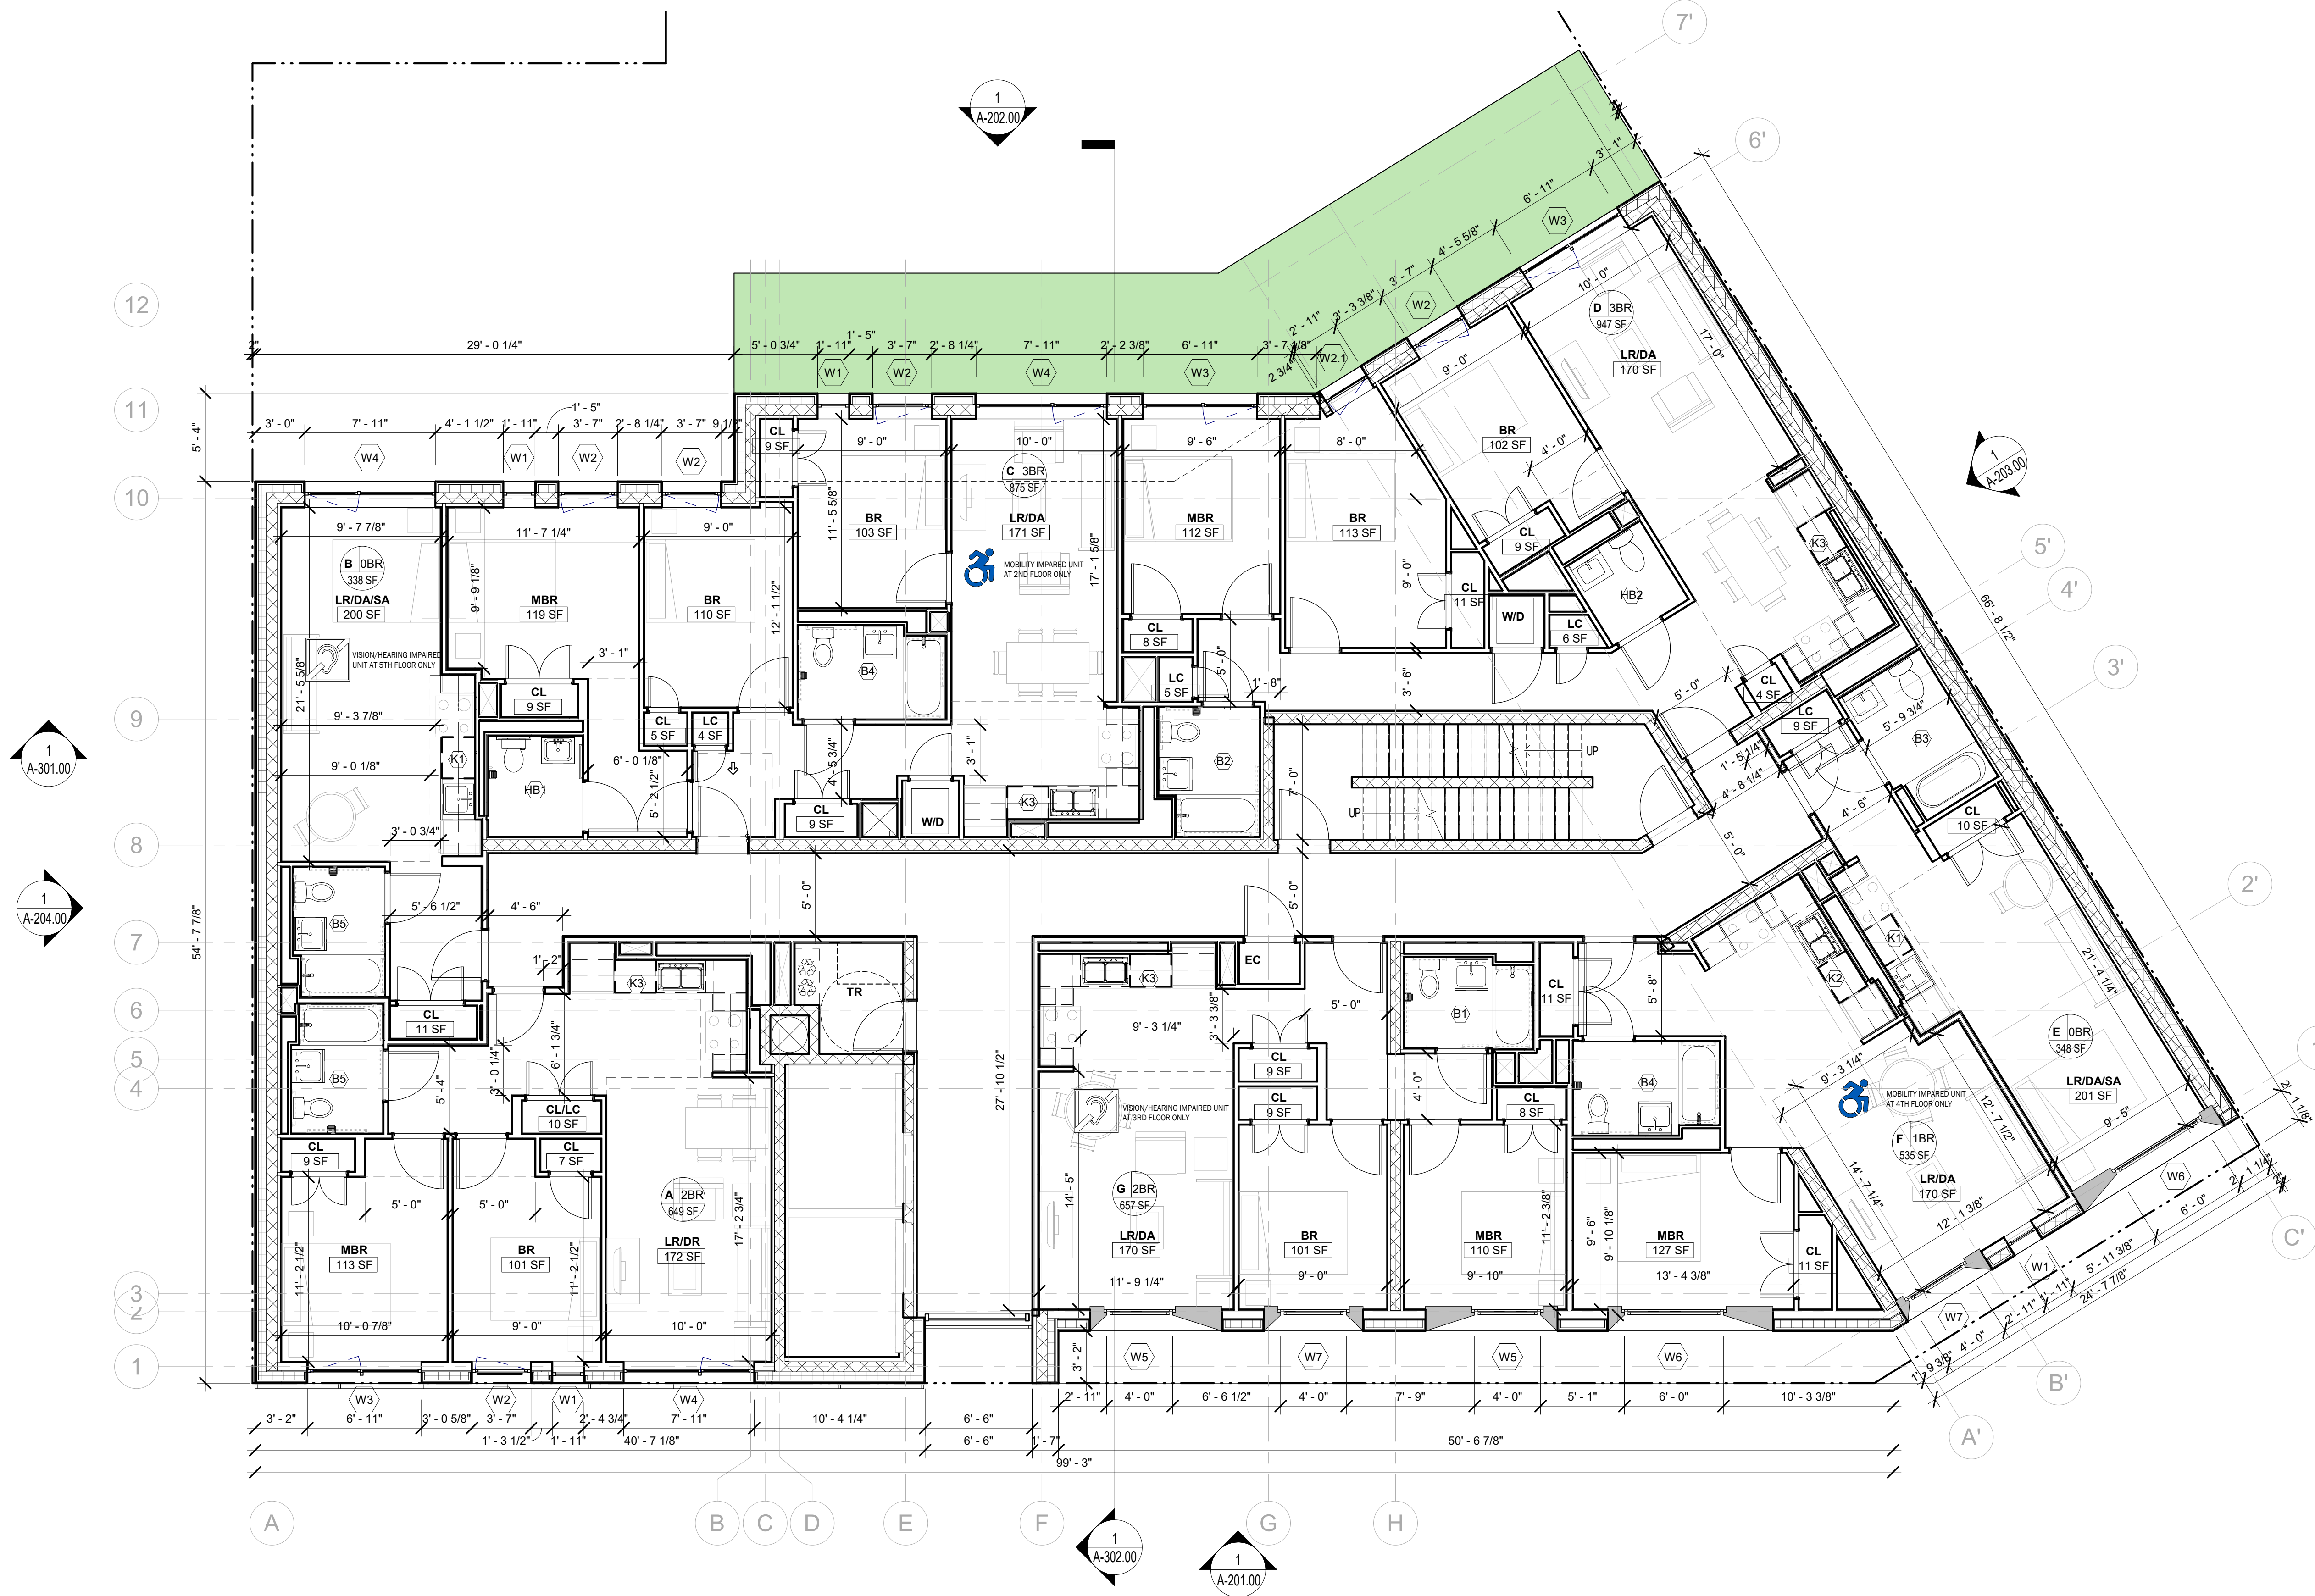 7'
1
A-202.00
6'
2"
3' - 1"
6' - 11"
W3
4' - 5 5/8"
3' - 7"
W2
3' - 3 3/8"
2' - 11"
W2.1
2 3/4"
12
2"
29' - 0 1/4"
5' - 0 3/4"
1' - 11"
1' - 5"
3' - 7"
2' - 8 1/4"
7' - 11"
2' - 2 3/8"
6' - 11"
3' - 7 1/8"
W1
W2
W4
W3
11
5' - 4"
3' - 0"
7' - 11"
4' - 1 1/2"
1' - 11"
1' - 5"
3' - 7"
2' - 8 1/4"
3' - 7"
9 1/2"
W4
W1
W2
W2
10
10' - 0"
D 3BR
947 SF
17' - 0"
LR/DA
170 SF
9' - 0"
BR
102 SF
4' - 0"
CL
9 SF
K3
HB2
66' - 8 1/2"
1
A-203.00
5'
4'
3'
2'
CL
9 SF
9' - 0"
10' - 0"
9' - 6"
8' - 0"
C 3BR
875 SF
11' - 5 5/8"
BR
103 SF
LR/DA
171 SF
MOBILITY IMPARED UNIT
AT 2ND FLOOR ONLY
17' - 1 5/8"
MBR
112 SF
BR
113 SF
9' - 0"
CL
11 SF
W/D
LC
6 SF
CL
8 SF
LC
5 SF
5' - 0"
1' - 8"
3' - 6"
9' - 7 7/8"
B 0BR
338 SF
LR/DA/SA
200 SF
VISION/HEARING IMPAIRED
UNIT AT 5TH FLOOR ONLY
21' - 5 5/8"
9' - 3 7/8"
9' - 0 1/8"
K1
3' - 0 3/4"
11' - 7 1/4"
9' - 9 1/8"
MBR
119 SF
3' - 1"
CL
9 SF
HB1
9' - 0"
BR
110 SF
12' - 1 1/2"
CL
5 SF
LC
4 SF
6' - 0 1/8"
5' - 2 1/2"
B4
4' - 5 3/4"
CL
9 SF
W/D
3' - 1"
K3
B2
7' - 0"
UP
UP
9
1
A-301.00
8
1
A-204.00
54' - 7 7/8"
5' - 0"
CL
4 SF
LC
9 SF
5' - 9 3/4"
B3
1' - 5 1/4"
4' - 8 1/4"
4' - 6"
CL
10 SF
5' - 0"
5' - 0"
5' - 0"
B5
5' - 6 1/2"
4' - 6"
7
1' - 2"
K3
TR
EC
K3
B1
CL
11 SF
5' - 8"
K2
K1
21' - 4 1/4"
6
CL
11 SF
3' - 0 1/4"
6' - 1 3/4"
9' - 3 1/4"
3' - 3 3/8"
5' - 0"
5
4
B5
5' - 4"
CL/LC
10 SF
CL
7 SF
CL
9 SF
27' - 10 1/2"
CL
9 SF
CL
9 SF
4' - 0"
CL
8 SF
B4
VISION/HEARING IMPAIRED UNIT
AT 3RD FLOOR ONLY
9' - 3 1/4"
MOBILITY IMPARED UNIT
AT 4TH FLOOR ONLY
12' - 7 1/2"
E 0BR
348 SF
LR/DA/SA
201 SF
9' - 5"
2' - 1 1/8"
F 1BR
535 SF
LR/DA
170 SF
14' - 7 1/4"
12' - 1 3/8"
5' - 0"
5' - 0"
A 2BR
649 SF
17' - 2 3/4"
14' - 5"
G 2BR
657 SF
MBR
113 SF
BR
101 SF
LR/DR
172 SF
11' - 2 1/2"
11' - 2 1/2"
LR/DA
170 SF
BR
101 SF
MBR
110 SF
11' - 2 3/8"
9' - 6"
9' - 10 1/8"
MBR
127 SF
CL
11 SF
11' - 9 1/4"
9' - 0"
9' - 10"
13' - 4 3/8"
3
2
10' - 0 7/8"
9' - 0"
10' - 0"
1
3' - 2"
W3
W2
W1
W4
W5
W7
W5
W6
W7
W1
W6
C'
B'
A'
2' - 1 1/4"
2"
6' - 0"
5' - 11 3/8"
1' - 11"
2' - 11"
4' - 0"
1' - 9 3/8"
24' - 7 7/8"
3' - 2"
6' - 11"
3' - 0 5/8"
3' - 7"
2' - 4 3/4"
7' - 11"
10' - 4 1/4"
6' - 6"
2' - 11"
4' - 0"
6' - 6 1/2"
4' - 0"
7' - 9"
4' - 0"
5' - 1"
6' - 0"
10' - 3 3/8"
1' - 3 1/2"
1' - 11"
40' - 7 1/8"
6' - 6"
1' - 7"
50' - 6 7/8"
99' - 3"
A
B
C
D
E
F
G
H
1
A-302.00
1
A-201.00